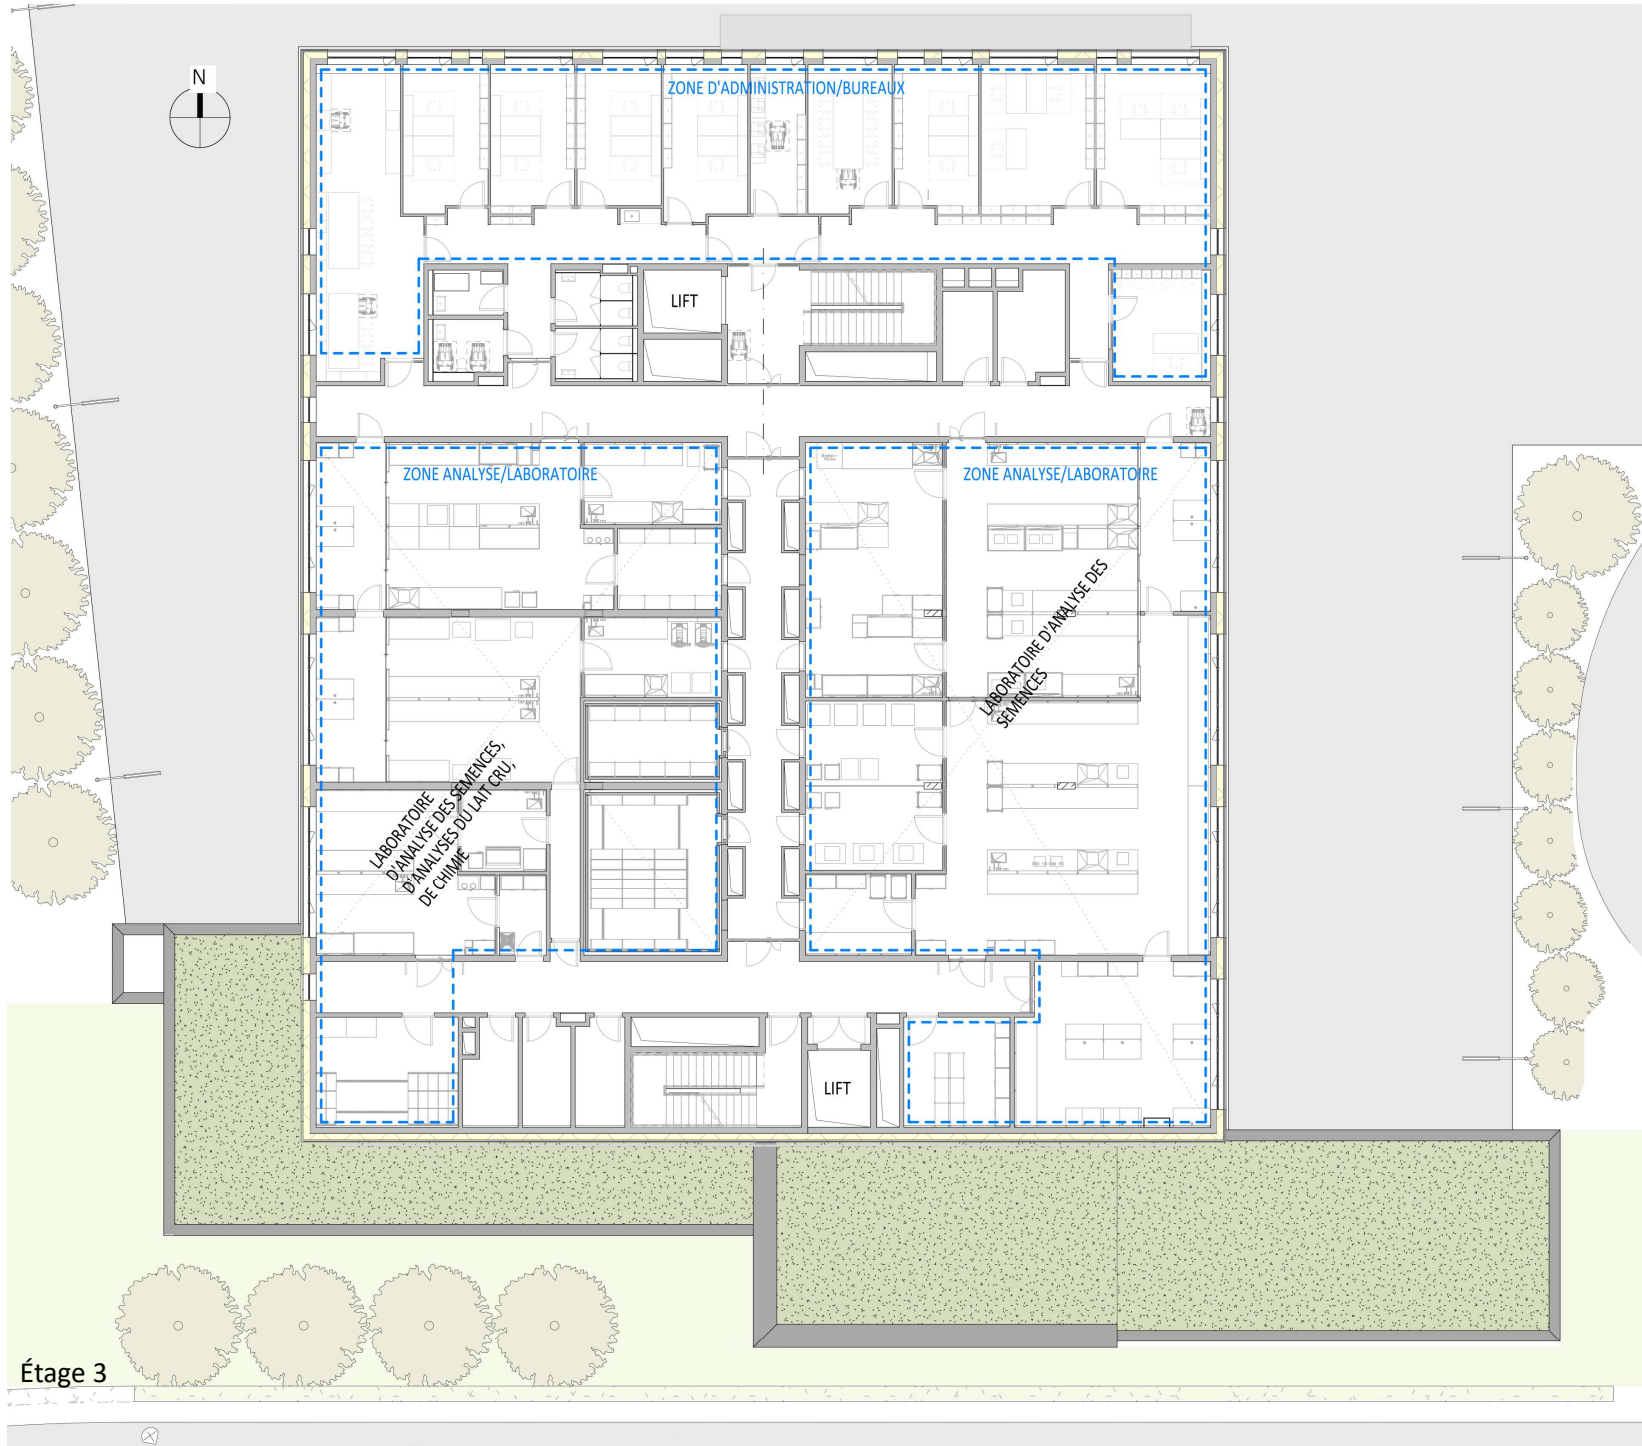 N
ZONE D'ADMINISTRATION/BUREAUX
LIFT
ZONE ANALYSE/LABORATOIRE
ZONE ANALYSE/LABORATOIRE
LABORATOIRE D'ANALYSE DES
SEMENCES
LABORATOIRE
D'ANALYSE DES SEMENCES,
D'ANALYSES DU LAIT CRU,
DE CHIMIE
LIFT
Étage 3